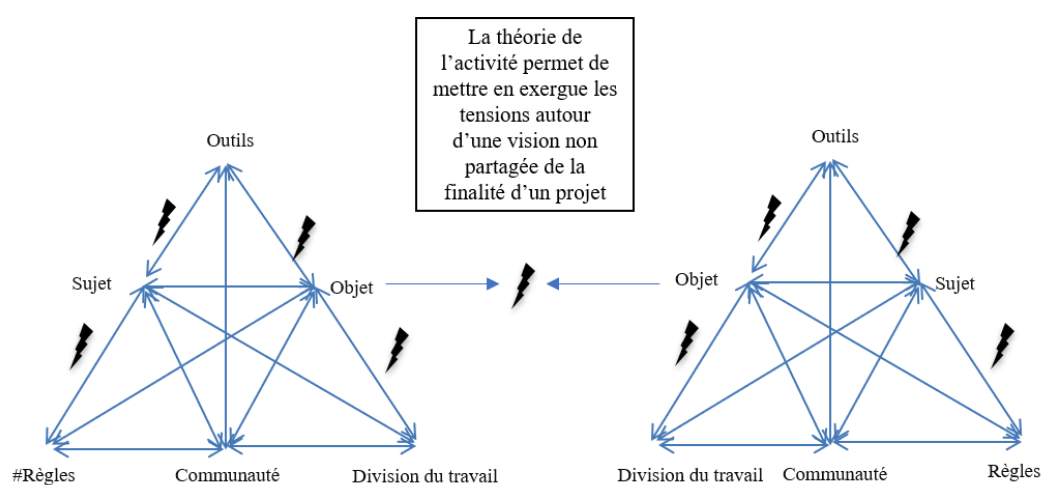 La théorie de
l’activité permet de
mettre en exergue les
tensions autour
d’une vision non
partagée de la
finalité d’un projet
Outils
Outils
Sujet
Objet
Objet
Sujet
#Règles
Communauté
Division du travail
Division du travail
Communauté
Règles